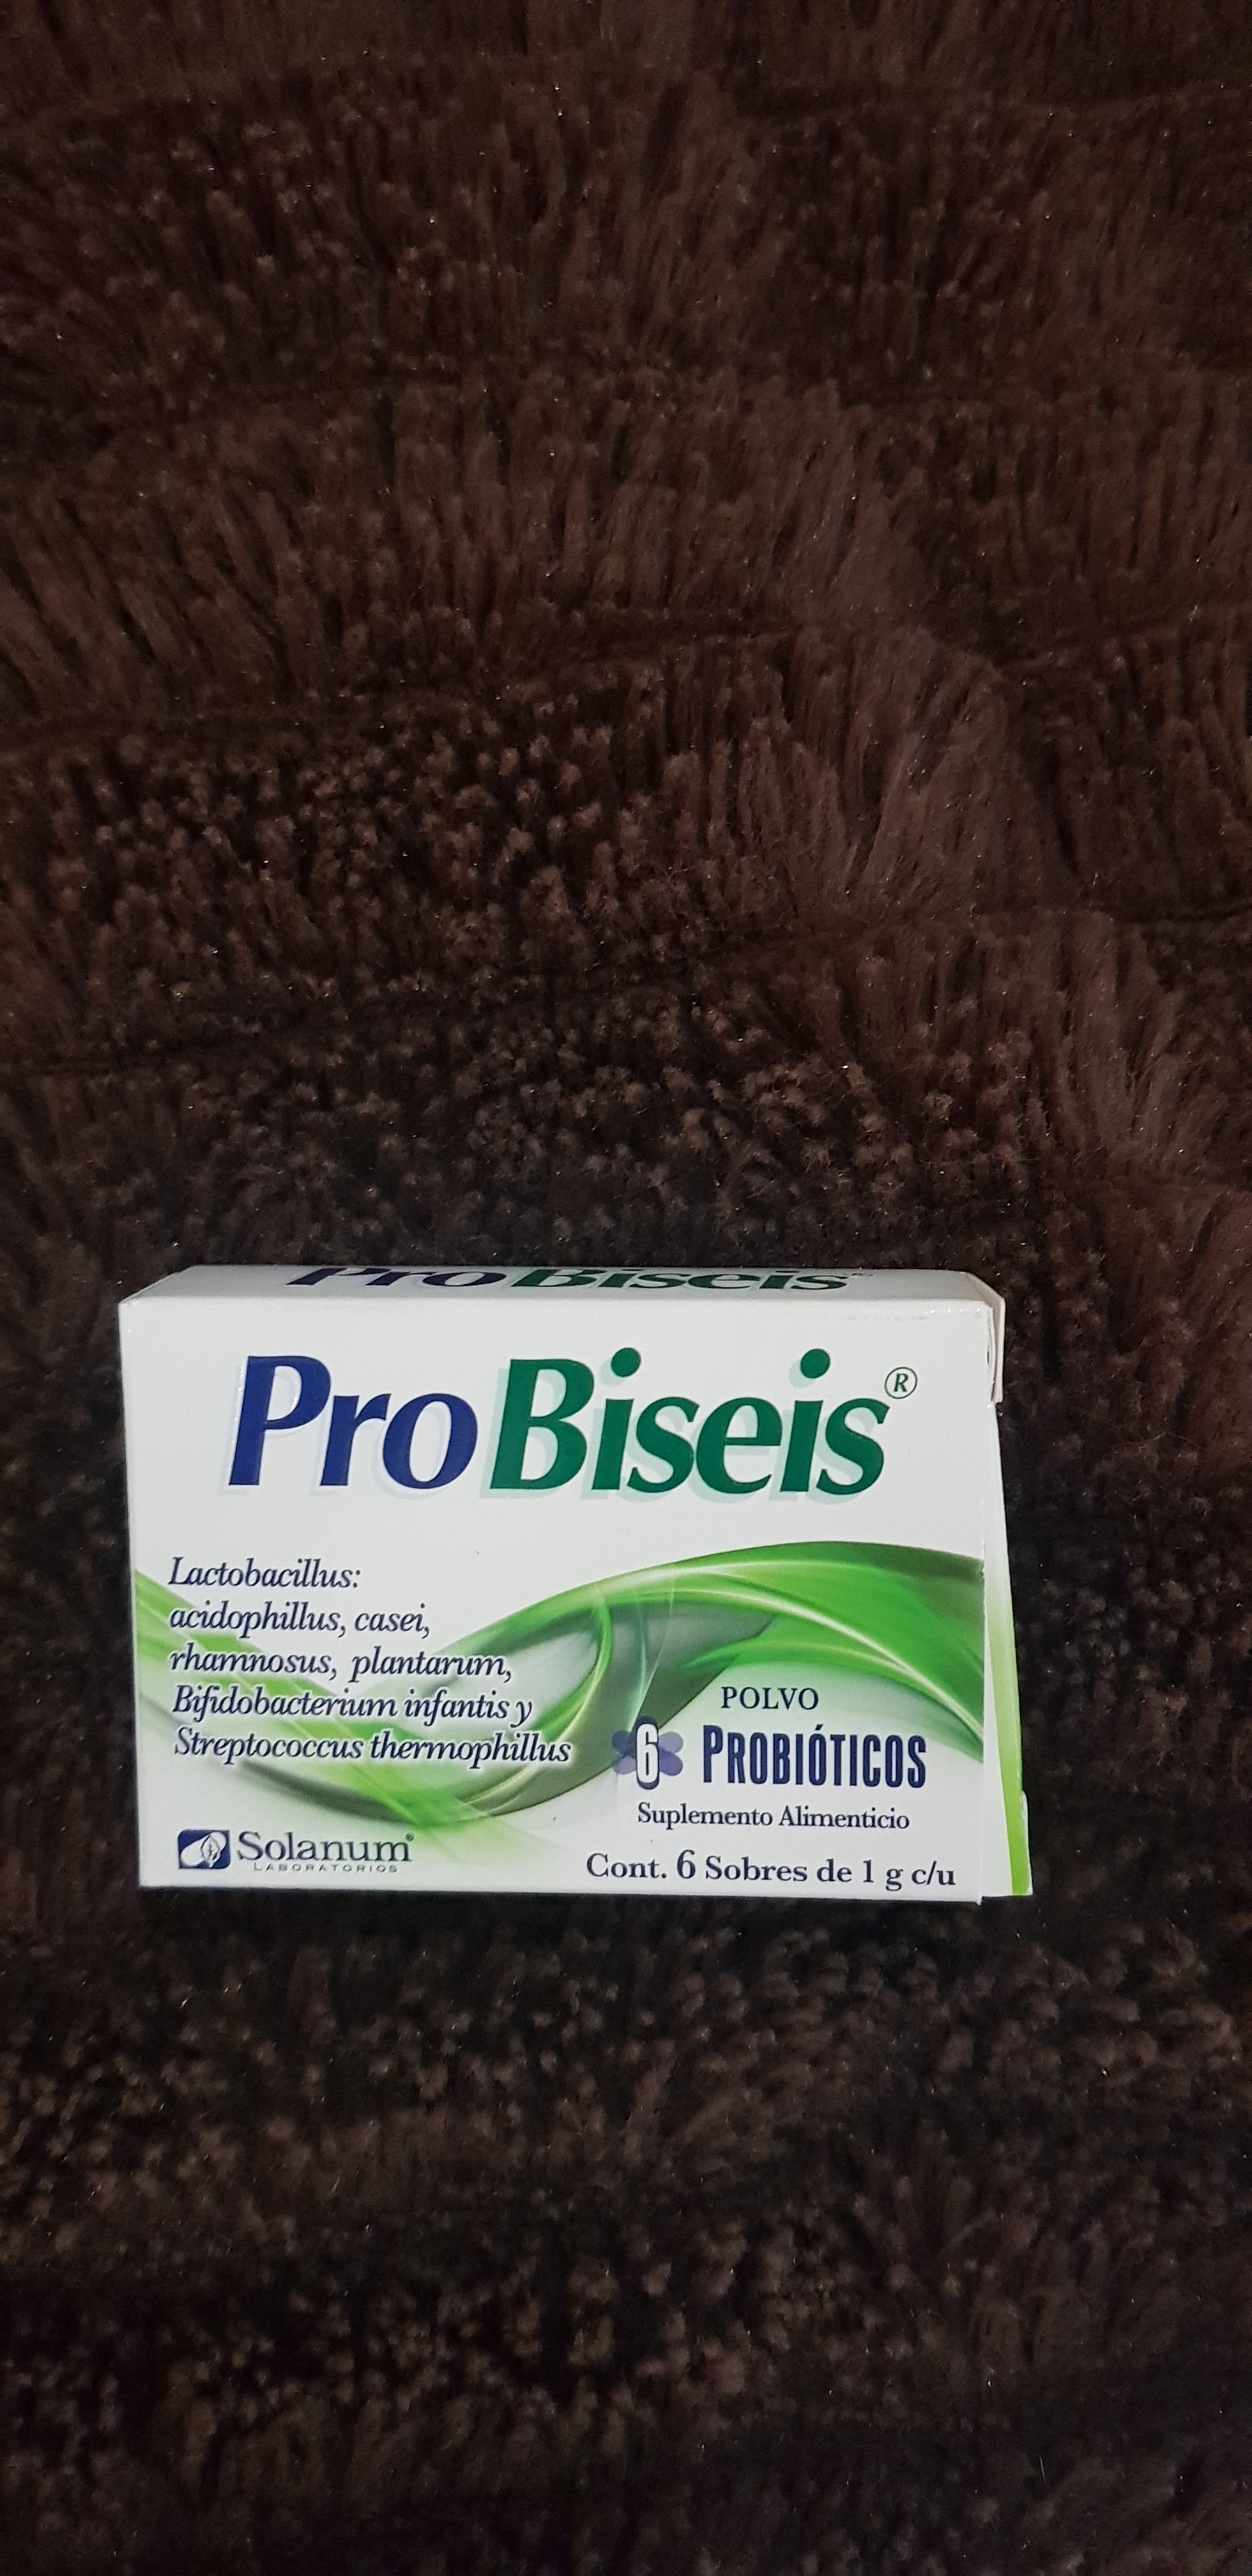 ProBiseis
ProBiseis®
Lactobacillus:
acidophillus, casei,
rhamnosus, plantarum,
Bifidobacterium infantis y
Streptococcus thermophillus
POLVO
6 PROBIÓTICOS
Suplemento Alimenticio
Solanum®
LABORATORIOS
Cont. 6 Sobres de 1 g c/u